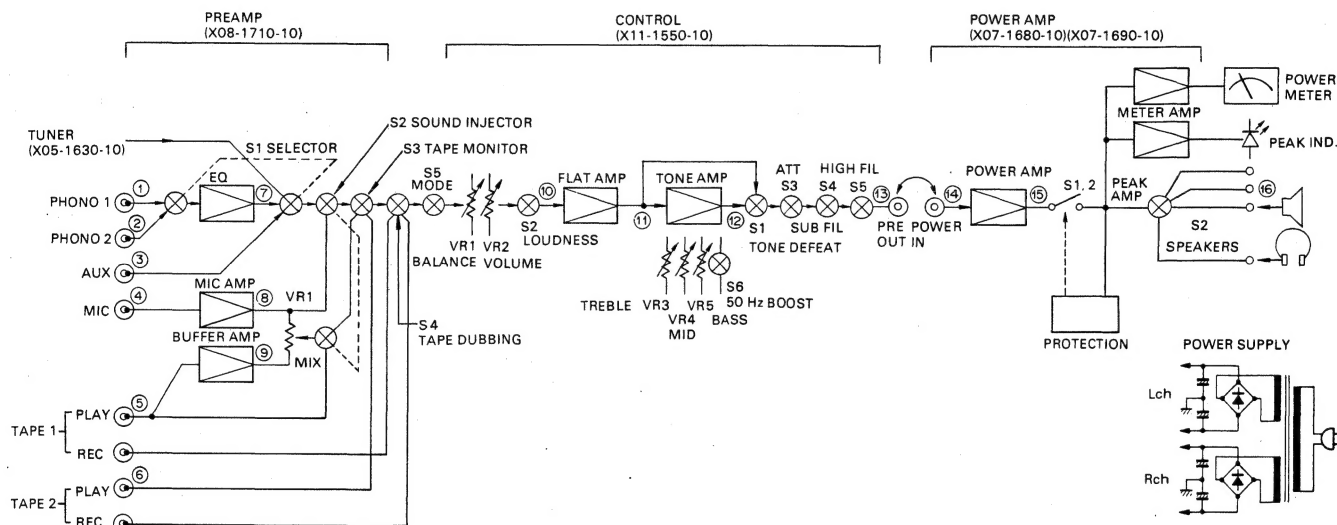 PREAMP
(X08-1710-10)
CONTROL
(X11-1550-10)
POWER AMP
(X07-1680-10)(X07-1690-10)
TUNER
(X05-1630-10)
S1 SELECTOR
S2 SOUND INJECTOR
S3 TAPE MONITOR
S5
MODE
EQ
PHONO 1
PHONO 2
AUX
MIC
① ② ③ ④ ⑤ ⑥ ⑦ ⑧ ⑨ ⑩ ⑪ ⑫ ⑬ ⑭ ⑮ ⑯
MIC AMP
VR1
BUFFER AMP
MIX
S4
TAPE DUBBING
TAPE 1
PLAY
REC
TAPE 2
PLAY
REC
VR1
BALANCE
VR2
VOLUME
S2
LOUDNESS
FLAT AMP
TONE AMP
TREBLE
VR3
VR4
MID
VR5
BASS
S6
50 Hz BOOST
S1
TONE DEFEAT
ATT
S3
S4
SUB FIL
HIGH FIL
S5
PRE
OUT
POWER
IN
POWER AMP
S1, 2
PROTECTION
METER AMP
POWER
METER
PEAK IND.
PEAK
AMP
S2
SPEAKERS
POWER SUPPLY
Lch
Rch